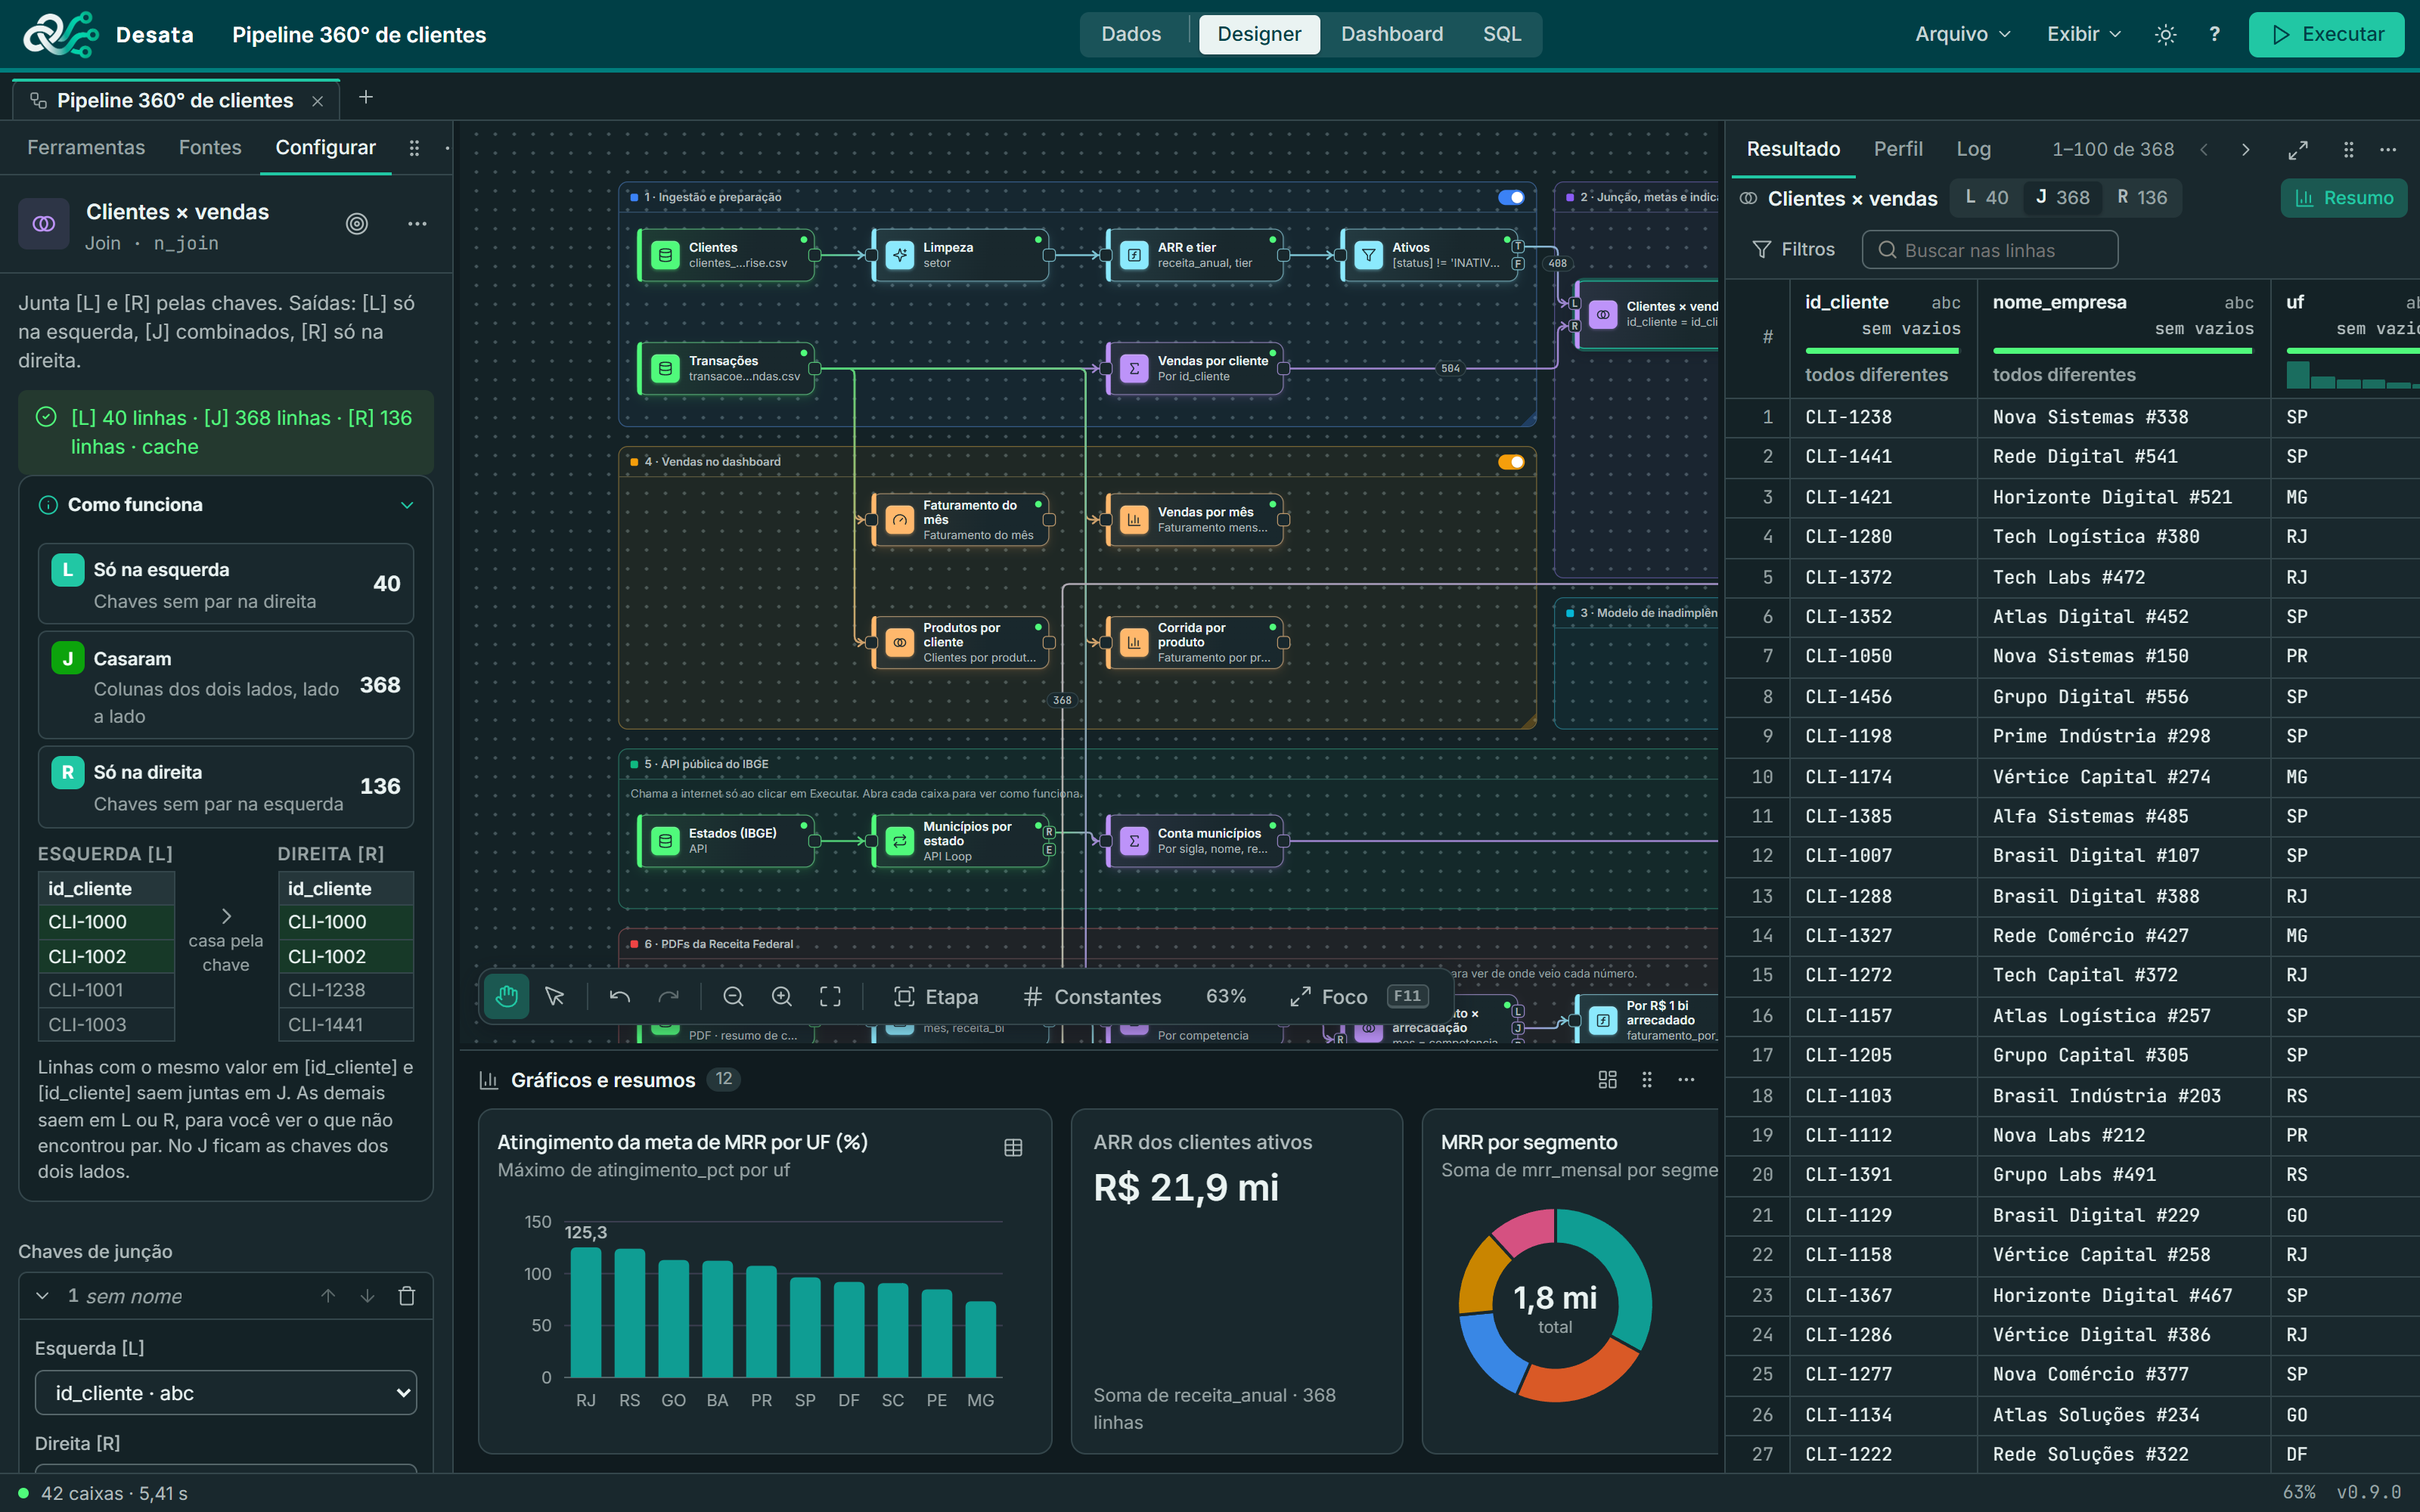 Desata
Pipeline 360° de clientes
Dados
Designer
Dashboard
SQL
Arquivo
Exibir
?
Executar
Pipeline 360° de clientes
Ferramentas
Fontes
Configurar
Clientes × vendas
Join · n_join
Junta [L] e [R] pelas chaves. Saídas: [L] só
na esquerda, [J] combinados, [R] só na
direita.
[L] 40 linhas · [J] 368 linhas · [R] 136
linhas · cache
Como funciona
L
Só na esquerda
Chaves sem par na direita
40
J
Casaram
Colunas dos dois lados, lado
a lado
368
R
Só na direita
Chaves sem par na esquerda
136
ESQUERDA [L]
id_cliente
CLI-1000
CLI-1002
CLI-1001
CLI-1003
casa pela
chave
DIREITA [R]
id_cliente
CLI-1000
CLI-1002
CLI-1238
CLI-1441
Linhas com o mesmo valor em [id_cliente] e
[id_cliente] saem juntas em J. As demais
saem em L ou R, para você ver o que não
encontrou par. No J ficam as chaves dos
dois lados.
Chaves de junção
1 sem nome
Esquerda [L]
id_cliente · abc
Direita [R]
1 · Ingestão e preparação
Clientes
clientes_...rise.csv
Limpeza
setor
ARR e tier
receita_anual, tier
Ativos
[status] != 'INATIV...
T
F
408
Transações
transacoe...ndas.csv
Vendas por cliente
Por id_cliente
504
2 · Junção, metas e indica
L
R
Clientes × vend
id_cliente = id_cli
4 · Vendas no dashboard
Faturamento do
mês
Faturamento do mês
Vendas por mês
Faturamento mens...
Produtos por
cliente
Clientes por produt...
Corrida por
produto
Faturamento por pr...
368
3 · Modelo de inadimplên
5 · API pública do IBGE
Chama a internet só ao clicar em Executar. Abra cada caixa para ver como funciona.
Estados (IBGE)
API
Municípios por
estado
API Loop
R
E
Conta municípios
Por sigla, nome, re...
6 · PDFs da Receita Federal
ara ver de onde veio cada número.
PDF · resumo de c...
mes, receita_bi
Por competencia
R
to ×
arrecadação
mes = competencia
L
J
Por R$ 1 bi
arrecadado
faturamento_por_
Etapa
Constantes
63%
Foco
F11
Gráficos e resumos
12
Atingimento da meta de MRR por UF (%)
Máximo de atingimento_pct por uf
150
100
50
0
125,3
RJ
RS
GO
BA
PR
SP
DF
SC
PE
MG
ARR dos clientes ativos
R$ 21,9 mi
Soma de receita_anual · 368
linhas
MRR por segmento
Soma de mrr_mensal por segme
1,8 mi
total
Resultado
Perfil
Log
1–100 de 368
Clientes × vendas
L 40
J 368
R 136
Resumo
Filtros
Buscar nas linhas
#
id_cliente abc
sem vazios
todos diferentes
nome_empresa abc
sem vazios
todos diferentes
uf ab
sem vazio
1 CLI-1238 Nova Sistemas #338 SP
2 CLI-1441 Rede Digital #541 SP
3 CLI-1421 Horizonte Digital #521 MG
4 CLI-1280 Tech Logística #380 RJ
5 CLI-1372 Tech Labs #472 RJ
6 CLI-1352 Atlas Digital #452 SP
7 CLI-1050 Nova Sistemas #150 PR
8 CLI-1456 Grupo Digital #556 SP
9 CLI-1198 Prime Indústria #298 SP
10 CLI-1174 Vértice Capital #274 MG
11 CLI-1385 Alfa Sistemas #485 SP
12 CLI-1007 Brasil Digital #107 SP
13 CLI-1288 Brasil Digital #388 RJ
14 CLI-1327 Rede Comércio #427 MG
15 CLI-1272 Tech Capital #372 RJ
16 CLI-1157 Atlas Logística #257 SP
17 CLI-1205 Grupo Capital #305 SP
18 CLI-1103 Brasil Indústria #203 RS
19 CLI-1112 Nova Labs #212 PR
20 CLI-1391 Grupo Labs #491 RS
21 CLI-1129 Brasil Digital #229 GO
22 CLI-1158 Vértice Capital #258 RJ
23 CLI-1367 Horizonte Digital #467 SP
24 CLI-1286 Vértice Digital #386 RJ
25 CLI-1277 Nova Comércio #377 SP
26 CLI-1134 Atlas Soluções #234 GO
27 CLI-1222 Rede Soluções #322 DF
42 caixas · 5,41 s
63%
v0.9.0